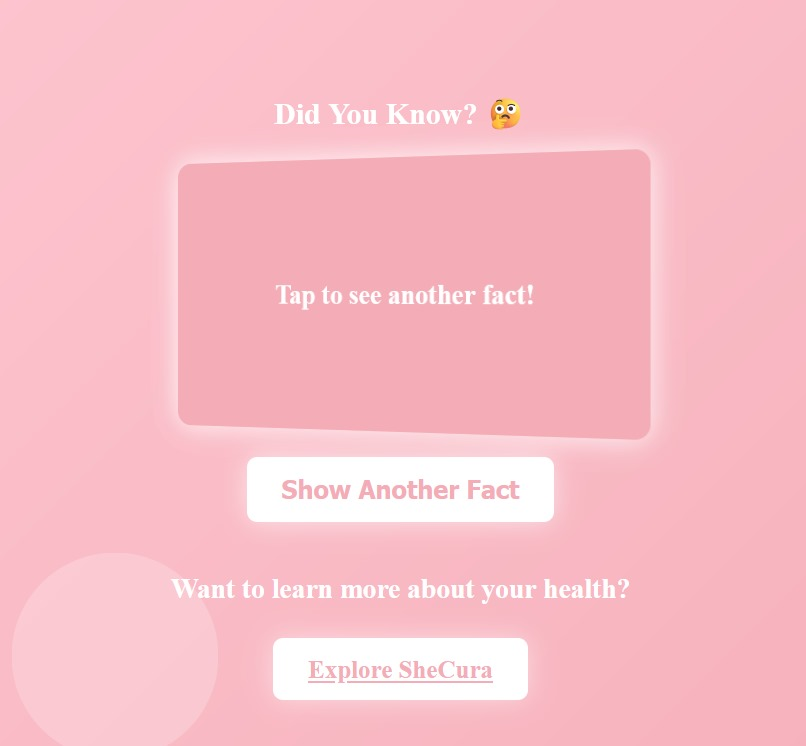 Did You Know? 🤔
Tap to see another fact!
Show Another Fact
Want to learn more about your health?
Explore SheCura